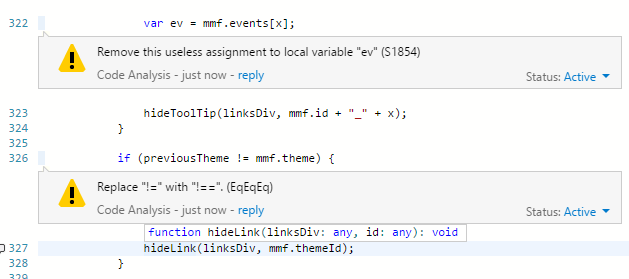 322 var ev = mmf.events[x];
Remove this useless assignment to local variable "ev" (S1854)
Code Analysis - just now - reply
Status: Active
323 hideToolTip(linksDiv, mmf.id + "_" + x);
324 }
325
326 if (previousTheme != mmf.theme) {
Replace "!=" with "!==". (EqEqEq)
Code Analysis - just now - reply
Status: Active
function hideLink(linksDiv: any, id: any): void
327 hideLink(linksDiv, mmf.themeId);
328 }
329